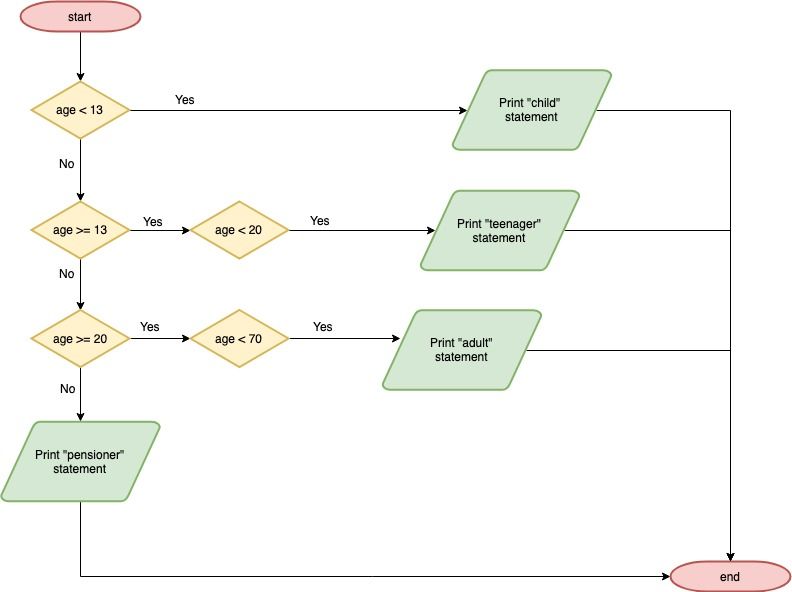 start
age < 13
Yes
Print "child"
statement
No
age >= 13
Yes
age < 20
Yes
Print "teenager"
statement
No
age >= 20
Yes
age < 70
Yes
Print "adult"
statement
No
Print "pensioner"
statement
end